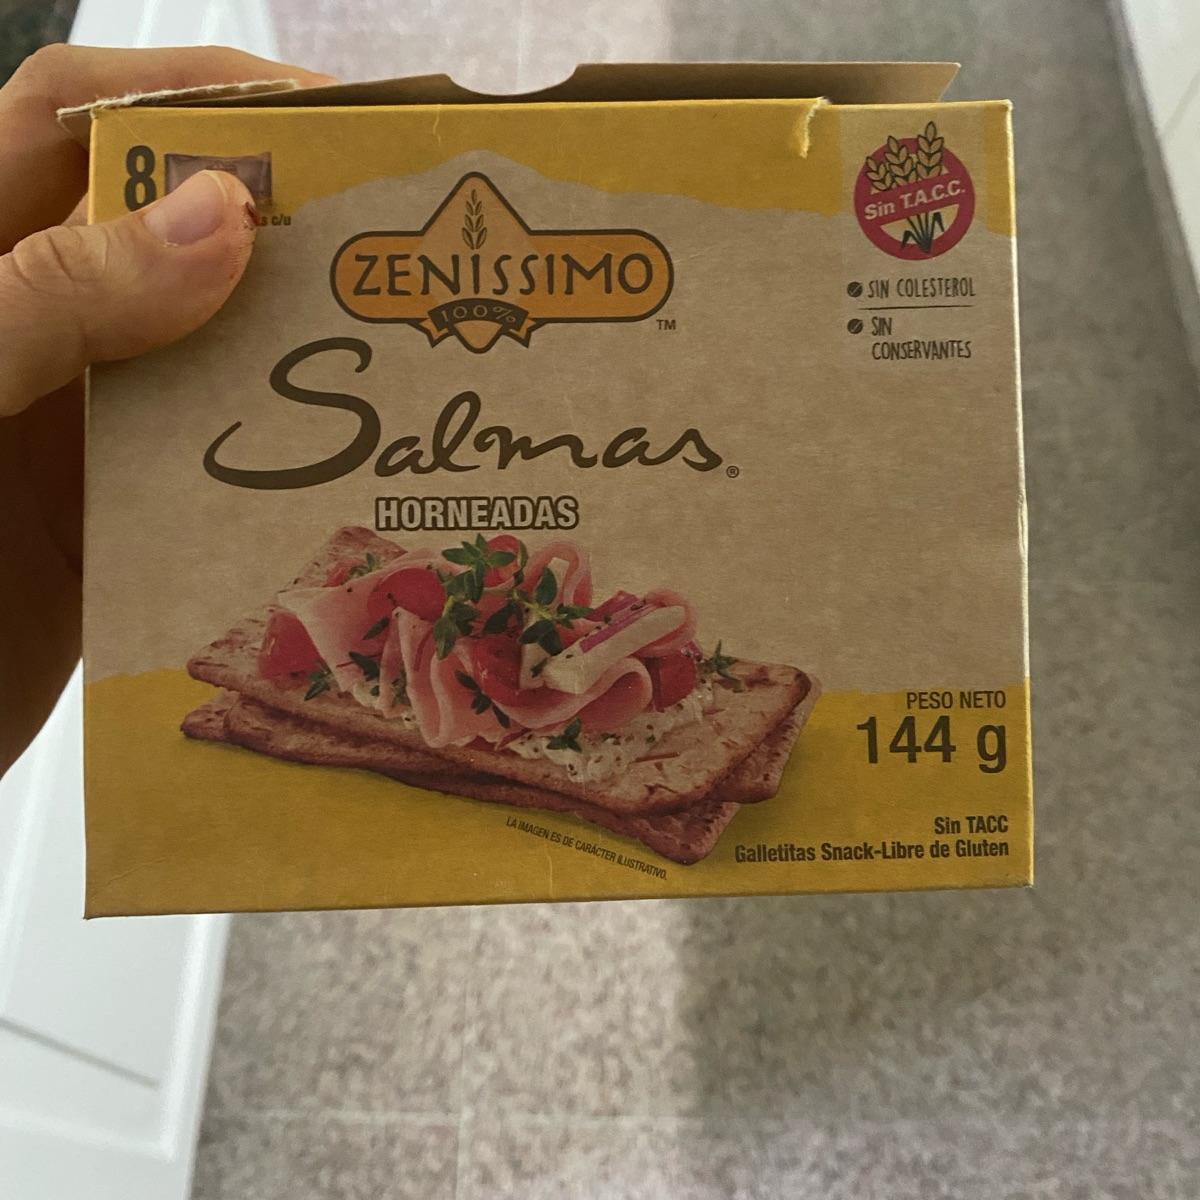 8
c/u
Sin T.A.C.C.
ZENISSIMO
100%
TM
SIN COLESTEROL
SIN
CONSERVANTES
Salmas®
HORNEADAS
PESO NETO
144 g
LA IMAGEN ES DE CARÁCTER ILUSTRATIVO.
Sin TACC
Galletitas Snack-Libre de Gluten